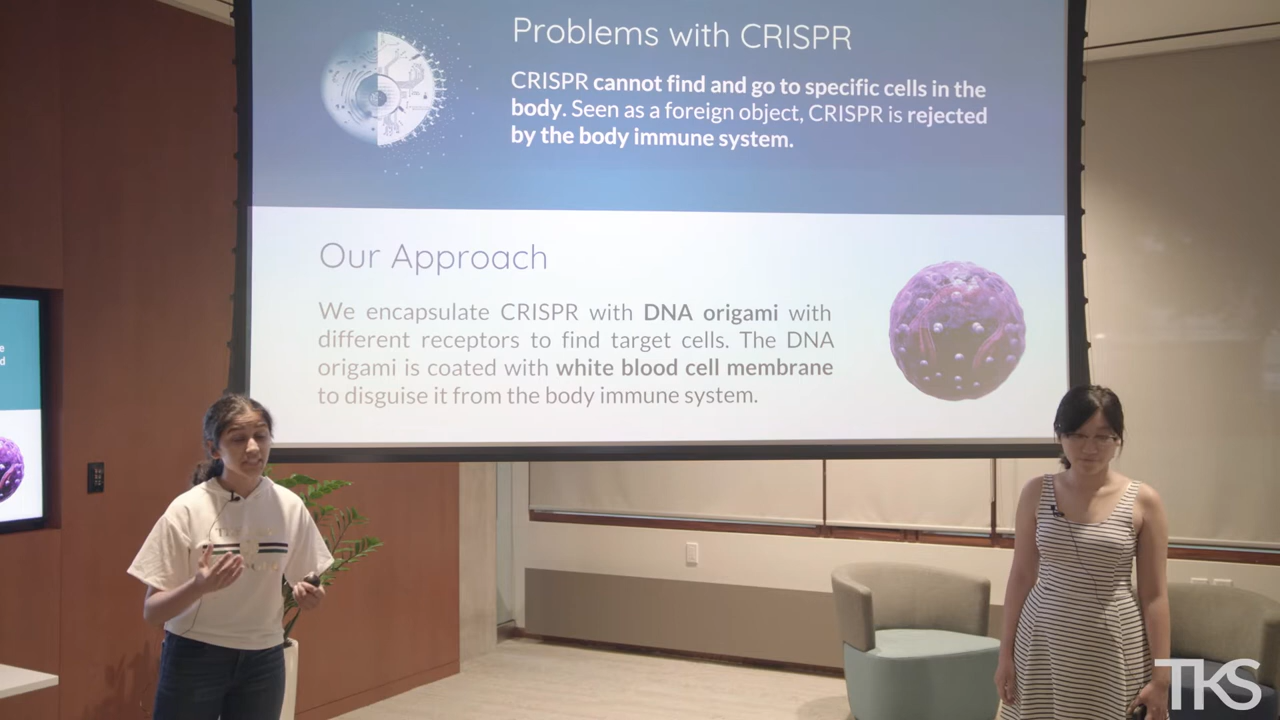 Problems with CRISPR
CRISPR cannot find and go to specific cells in the
body. Seen as a foreign object, CRISPR is rejected
by the body immune system.
Our Approach
We encapsulate CRISPR with DNA origami with
different receptors to find target cells. The DNA
origami is coated with white blood cell membrane
to disguise it from the body immune system.
TKS